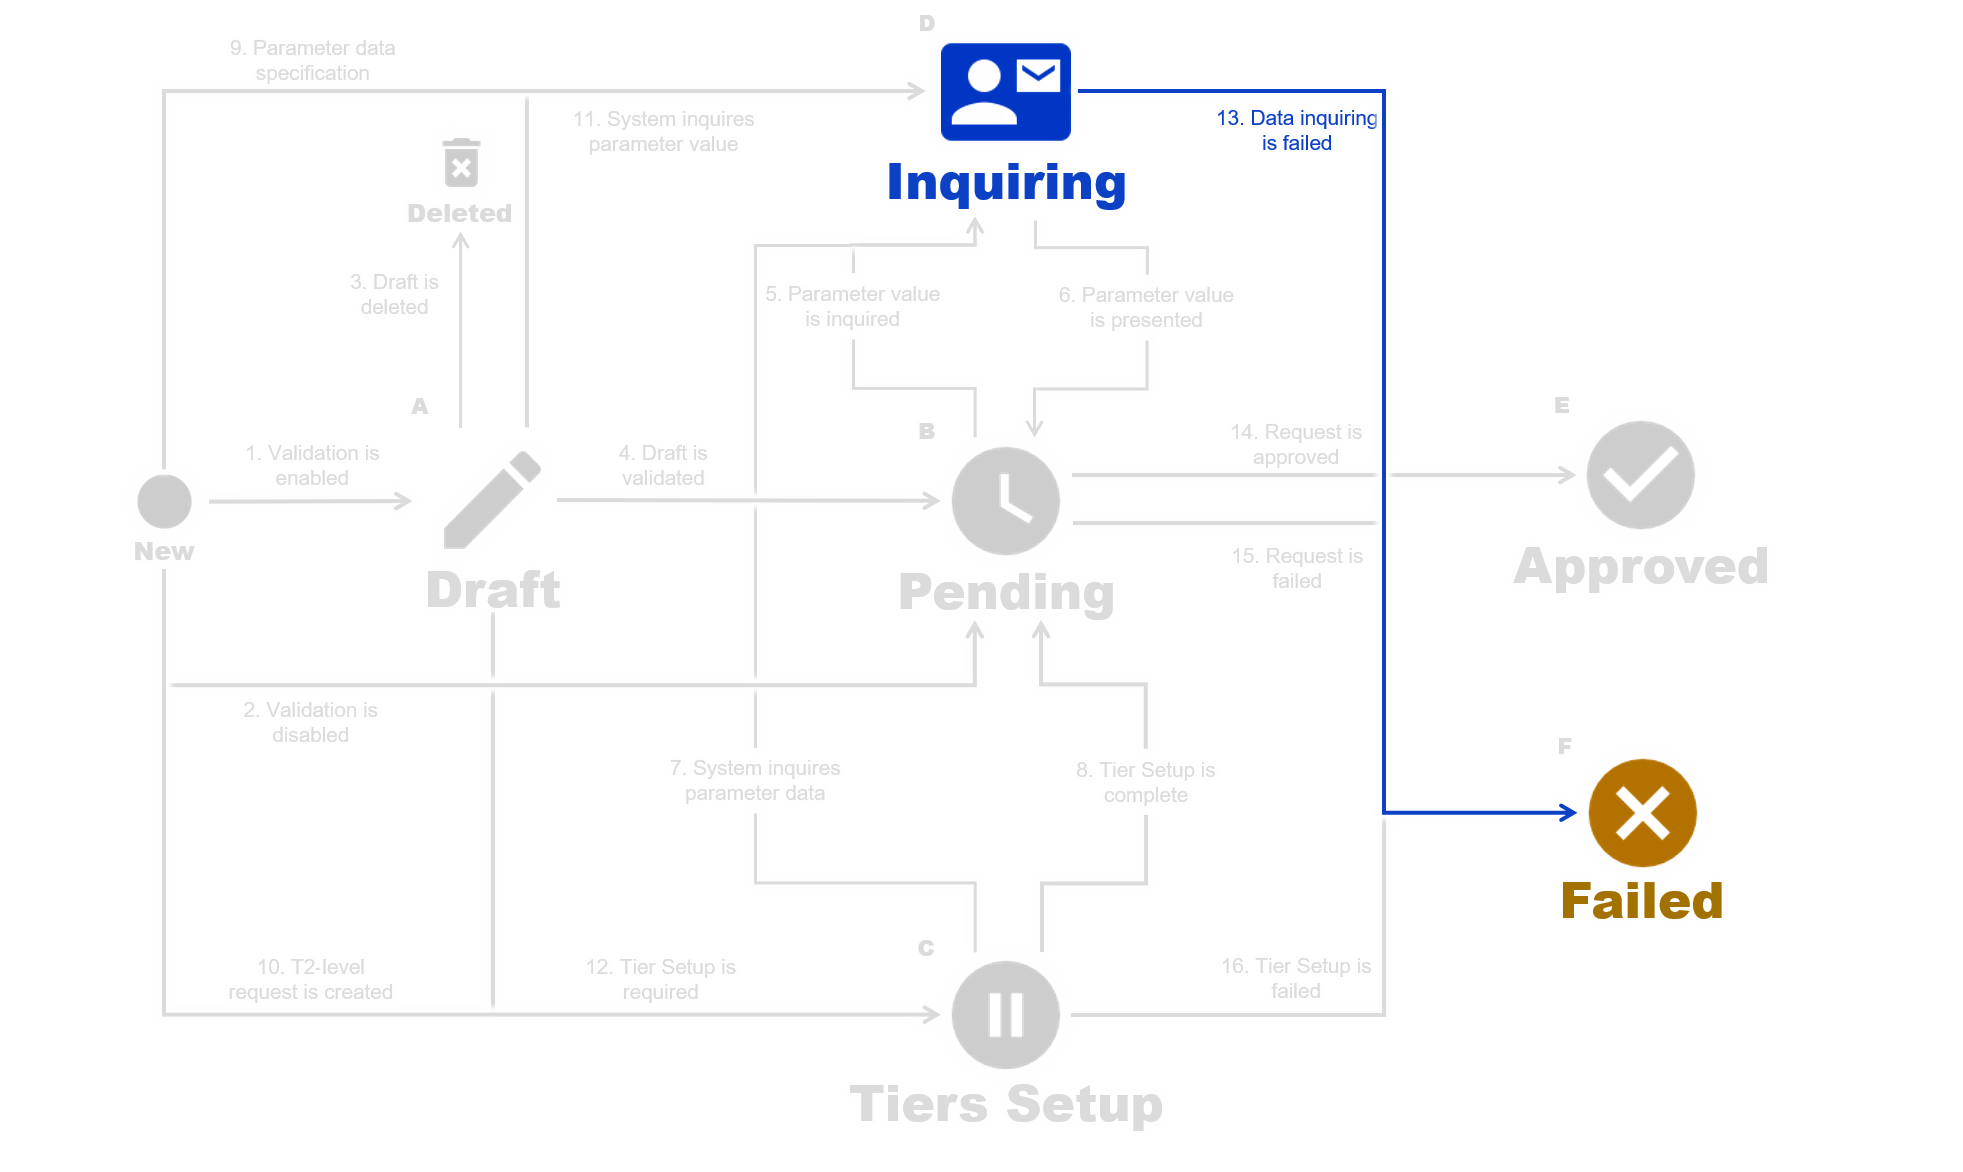 D
9. Parameter data
specification
11. System inquires
parameter value
13. Data inquiring
is failed
Inquiring
Deleted
3. Draft is
deleted
5. Parameter value
is inquired
6. Parameter value
is presented
A
B
E
1. Validation is
enabled
4. Draft is
validated
14. Request is
approved
New
Draft
Pending
15. Request is
failed
Approved
2. Validation is
disabled
7. System inquires
parameter data
8. Tier Setup is
complete
F
Failed
C
10. T2-level
request is created
12. Tier Setup is
required
16. Tier Setup is
failed
Tiers Setup